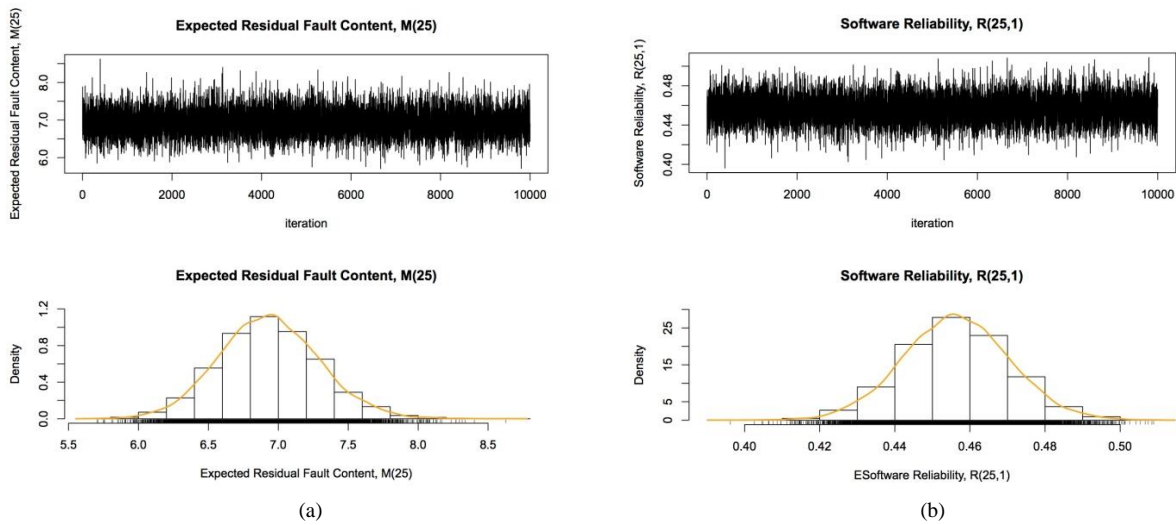 Expected Residual Fault Content, M(25)
Expected Residual Fault Content, M(25)
8.0
7.0
6.0
0 2000 4000 6000 8000 10000
iteration
Expected Residual Fault Content, M(25)
Density
1.2
0.8
0.4
0.0
5.5 6.0 6.5 7.0 7.5 8.0 8.5
Expected Residual Fault Content, M(25)
(a)
Software Reliability, R(25,1)
Software Reliability, R(25,1)
0.48
0.44
0.40
0 2000 4000 6000 8000 10000
iteration
Software Reliability, R(25,1)
Density
25
15
5
0
0.40 0.42 0.44 0.46 0.48 0.50
ESoftware Reliability, R(25,1)
(b)